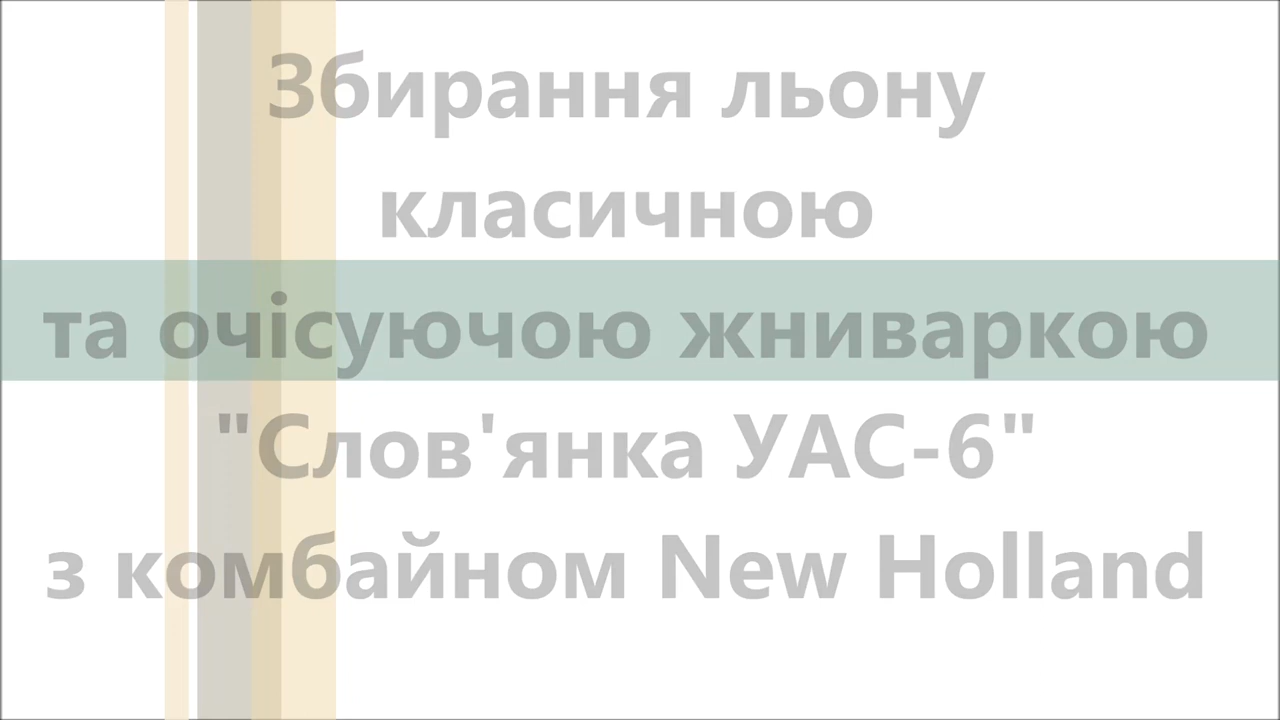 Збирання льону
класичною
та очісуючою жниваркою
"Слов'янка УАС-6"
з комбайном New Holland